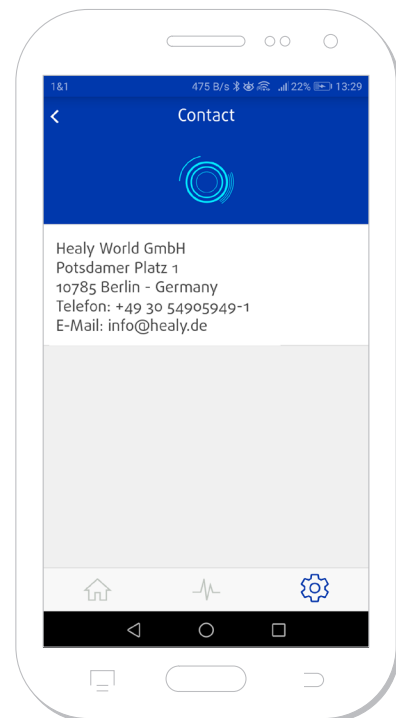 1&1 475 B/s 22% 13:29
Contact
Healy World GmbH
Potsdamer Platz 1
10785 Berlin - Germany
Telefon: +49 30 54905949-1
E-Mail: info@healy.de